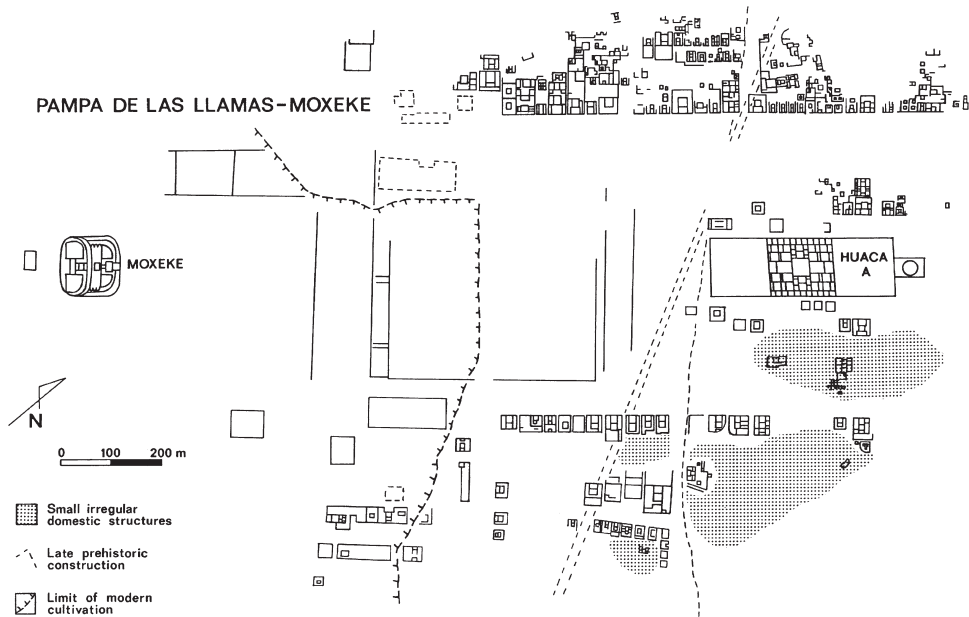 PAMPA DE LAS LLAMAS-MOXEKE
MOXEKE
HUACA
A
N
0 100 200 m
Small irregular
domestic structures
Late prehistoric
construction
Limit of modern
cultivation